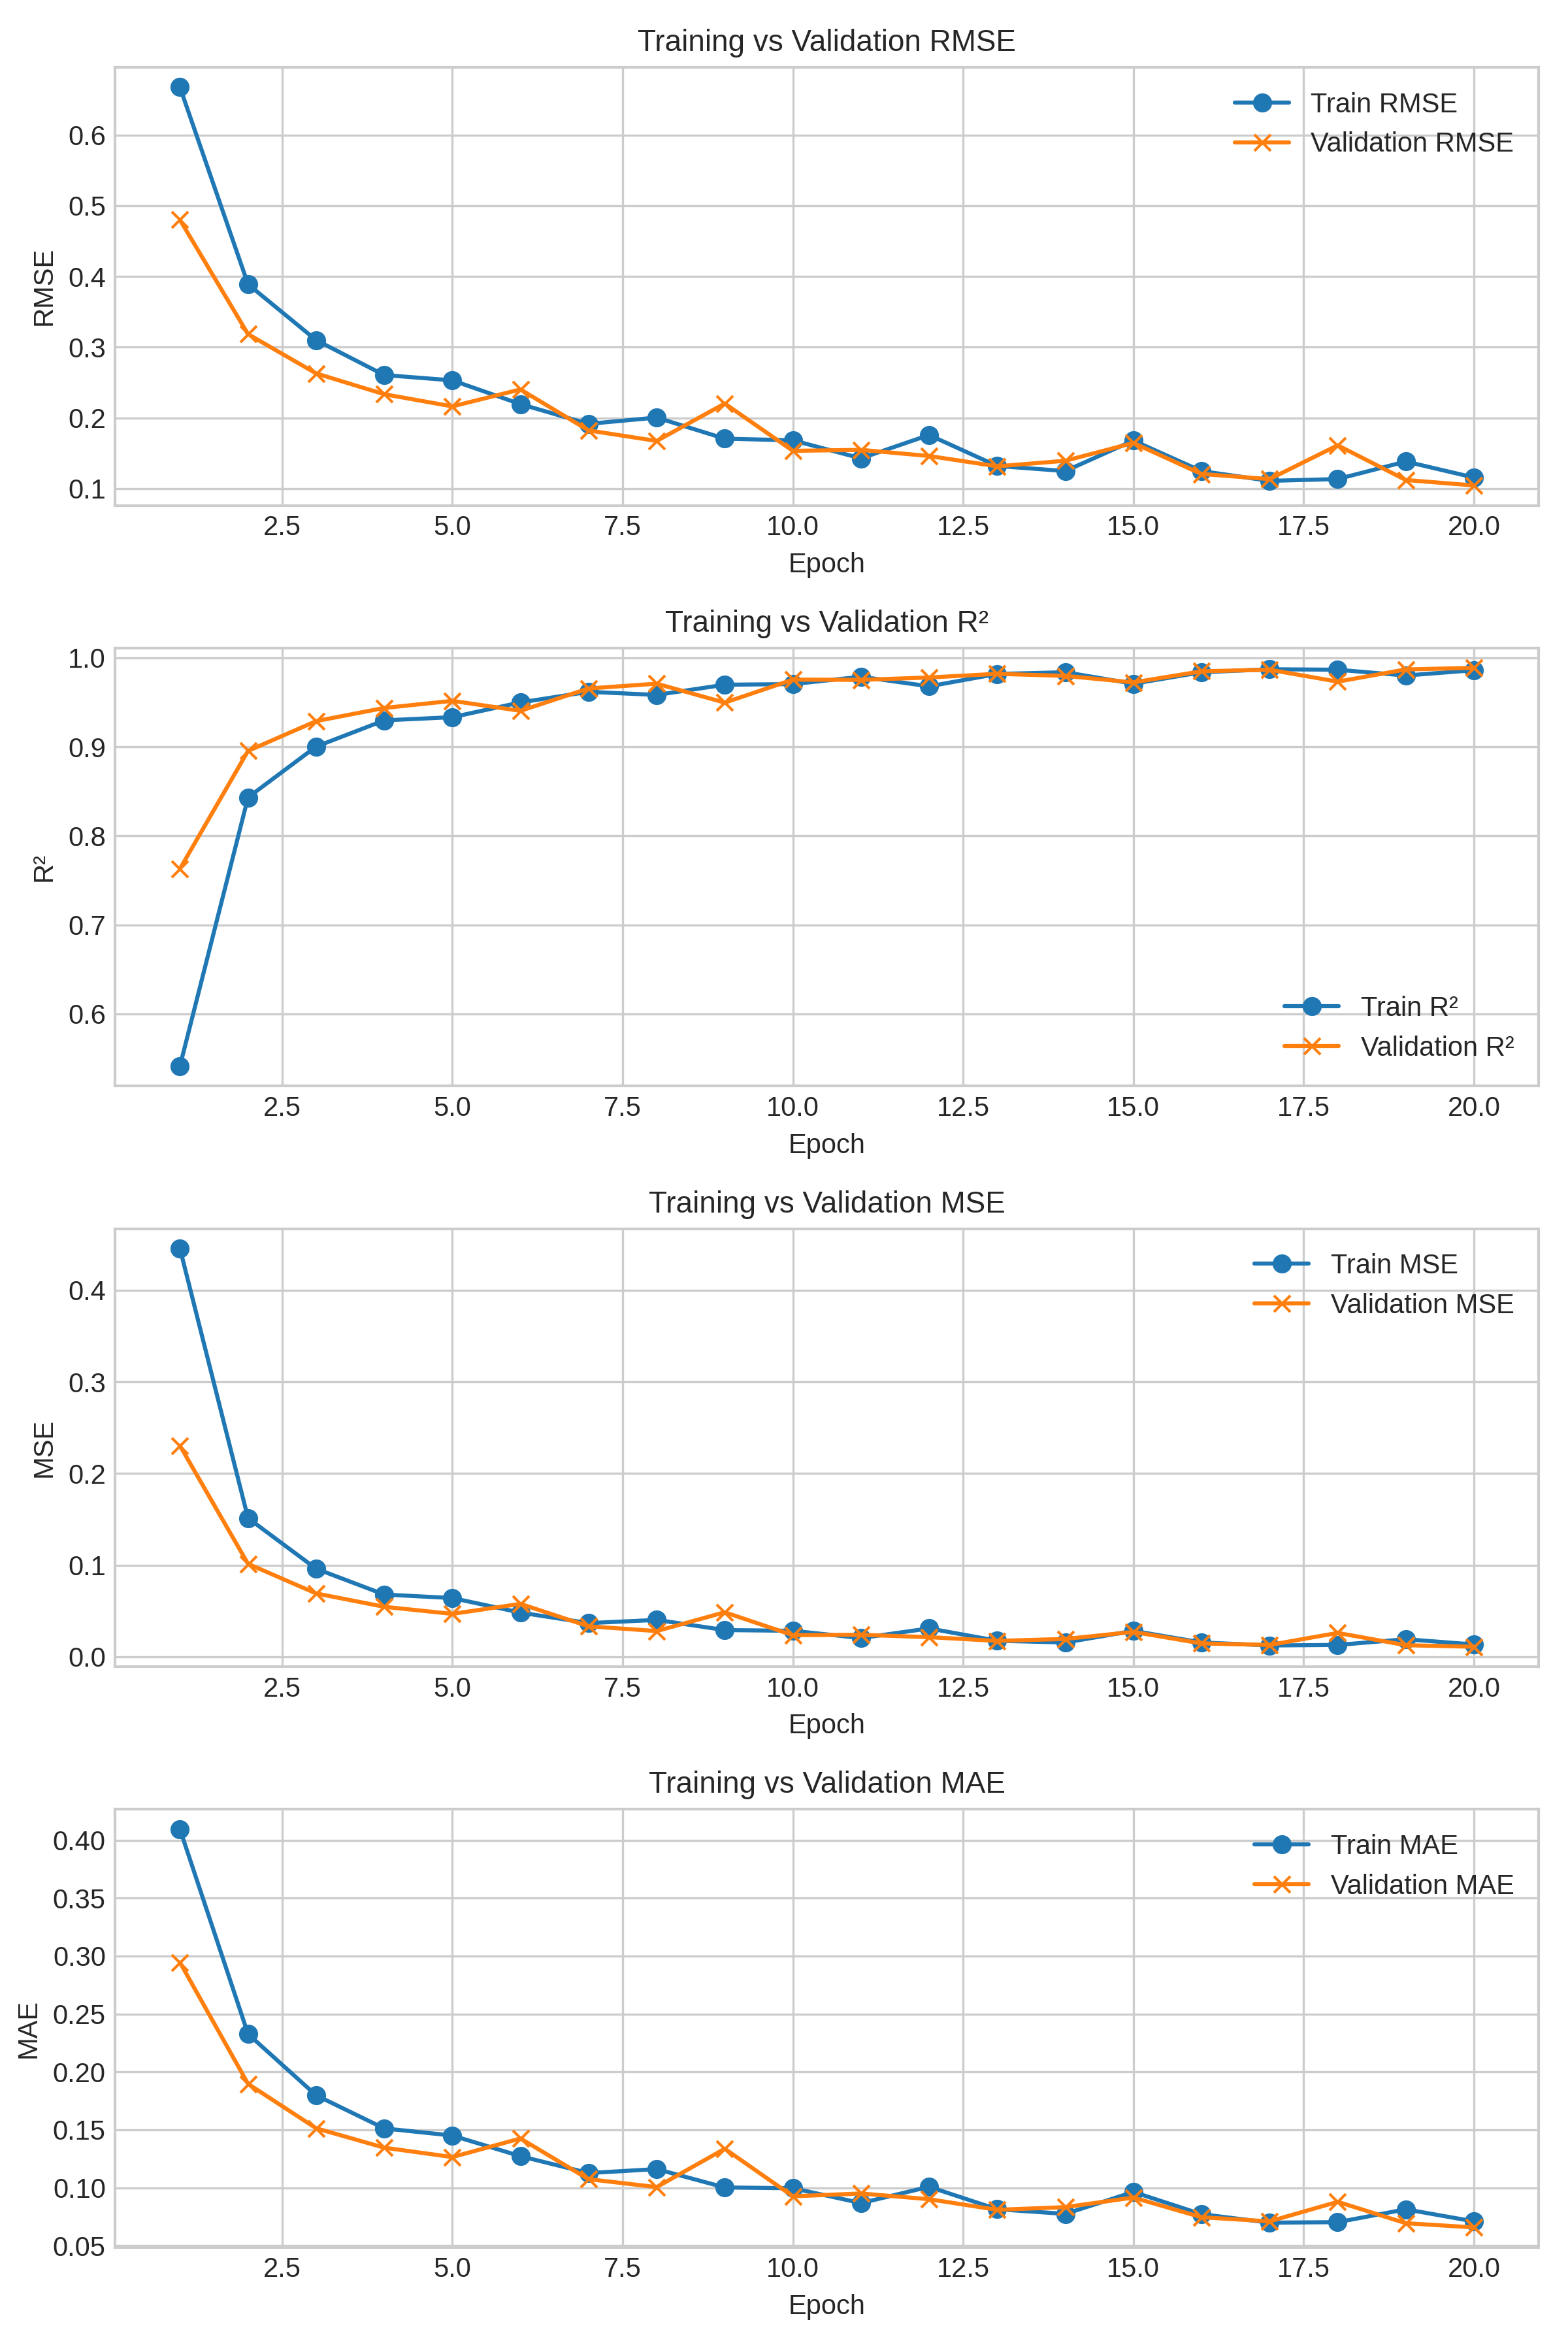 Training vs Validation RMSE
Train RMSE
Validation RMSE
RMSE
0.6
0.5
0.4
0.3
0.2
0.1
2.5 5.0 7.5 10.0 12.5 15.0 17.5 20.0
Epoch
Training vs Validation R²
R²
1.0
0.9
0.8
0.7
0.6
Train R²
Validation R²
2.5 5.0 7.5 10.0 12.5 15.0 17.5 20.0
Epoch
Training vs Validation MSE
Train MSE
Validation MSE
MSE
0.4
0.3
0.2
0.1
0.0
2.5 5.0 7.5 10.0 12.5 15.0 17.5 20.0
Epoch
Training vs Validation MAE
Train MAE
Validation MAE
MAE
0.40
0.35
0.30
0.25
0.20
0.15
0.10
0.05
2.5 5.0 7.5 10.0 12.5 15.0 17.5 20.0
Epoch